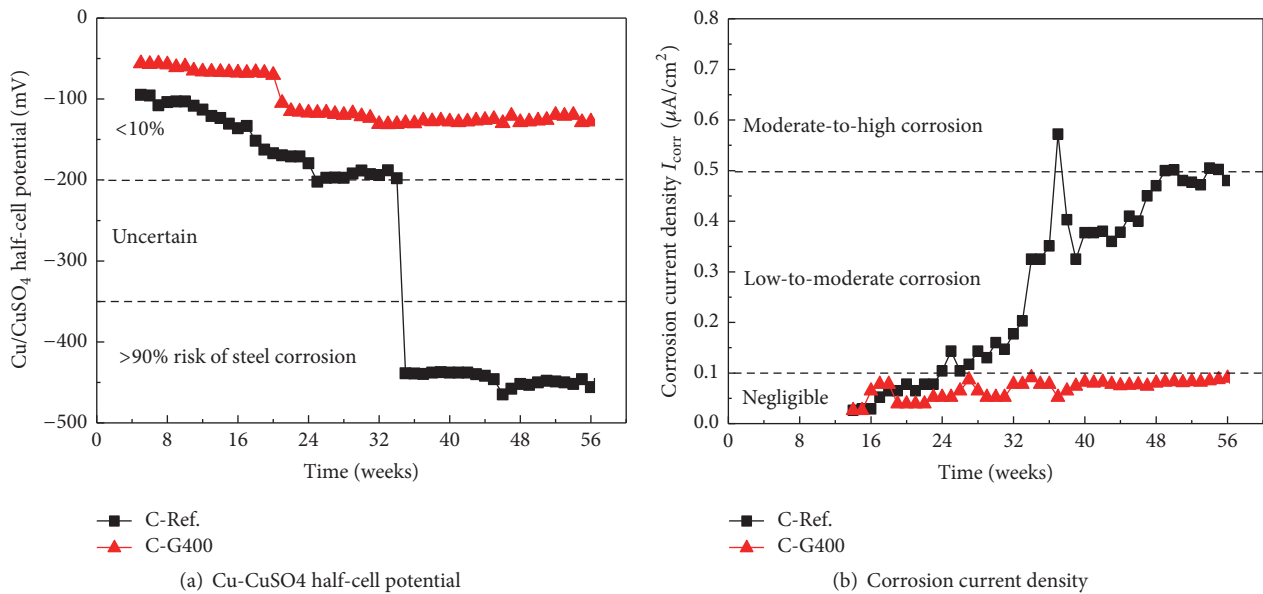 0
−100
−200
−300
−400
−500
Cu/CuSO₄ half-cell potential (mV)
<10%
Uncertain
>90% risk of steel corrosion
0 8 16 24 32 40 48 56
Time (weeks)
C-Ref.
C-G400
(a) Cu-CuSO4 half-cell potential
0.8
0.7
0.6
0.5
0.4
0.3
0.2
0.1
0.0
Corrosion current density I_corr (μA/cm²)
Moderate-to-high corrosion
Low-to-moderate corrosion
Negligible
0 8 16 24 32 40 48 56
Time (weeks)
C-Ref.
C-G400
(b) Corrosion current density